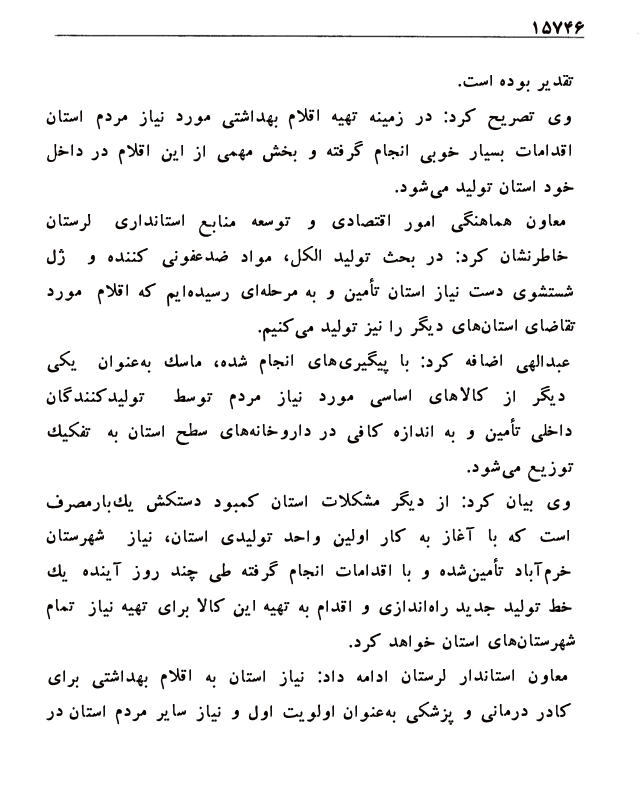 ۱۵۷۴۶
تقدیر بوده است.
وی تصریح کرد: در زمینه تهیه اقلام بهداشتی مورد نیاز مردم استان
اقدامات بسیار خوبی انجام گرفته و بخش مهمی از این اقلام در داخل
خود استان تولید می‌شود.
معاون هماهنگی امور اقتصادی و توسعه منابع استانداری لرستان
خاطرنشان کرد: در بحث تولید الکل، مواد ضدعفونی کننده و ژل
شستشوی دست نیاز استان تأمین و به مرحله‌ای رسیده‌ایم که اقلام مورد
تقاضای استان‌های دیگر را نیز تولید می‌کنیم.
عبدالهی اضافه کرد: با پیگیری‌های انجام شده، ماسك به‌عنوان یکی
دیگر از کالاهای اساسی مورد نیاز مردم توسط تولیدکنندگان
داخلی تأمین و به اندازه کافی در داروخانه‌های سطح استان به تفکیك
توزیع می‌شود.
وی بیان کرد: از دیگر مشکلات استان کمبود دستکش یك‌بارمصرف
است که با آغاز به کار اولین واحد تولیدی استان، نیاز شهرستان
خرم‌آباد تأمین‌شده و با اقدامات انجام گرفته طی چند روز آینده یك
خط تولید جدید راه‌اندازی و اقدام به تهیه این کالا برای تهیه نیاز تمام
شهرستان‌های استان خواهد کرد.
معاون استاندار لرستان ادامه داد: نیاز استان به اقلام بهداشتی برای
کادر درمانی و پزشکی به‌عنوان اولویت اول و نیاز سایر مردم استان در